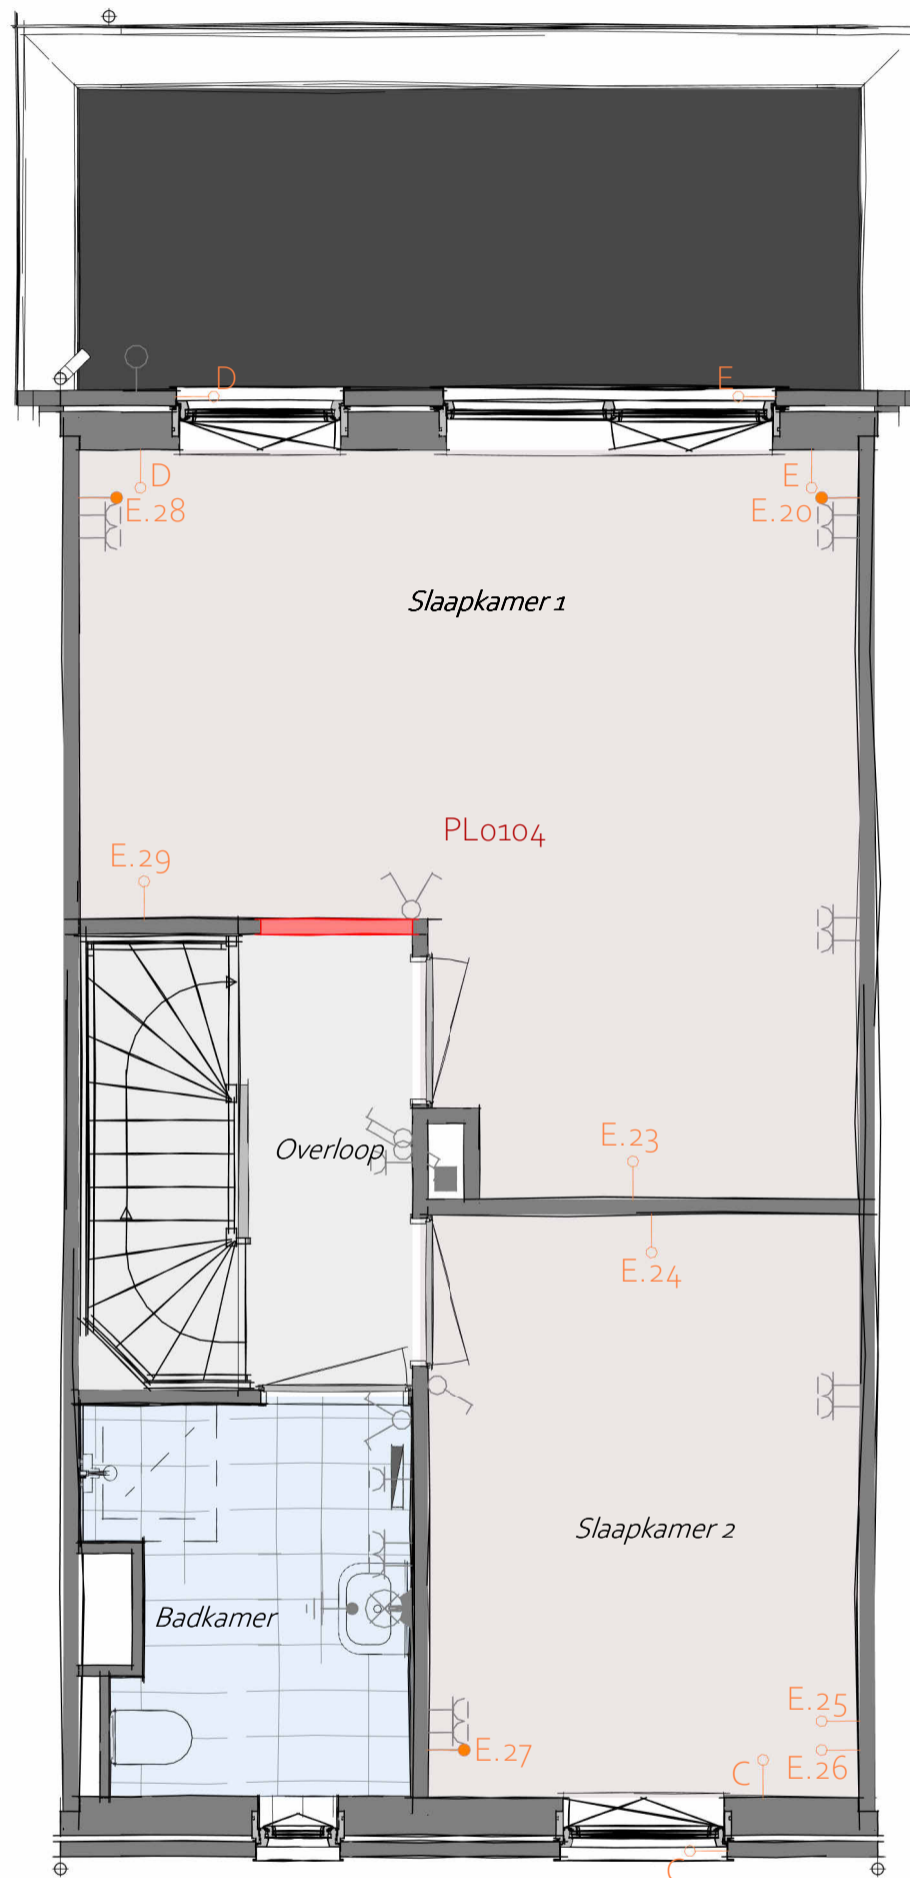 D
E
D
E
E.28
E.20
Slaapkamer 1
PL0104
E.29
Overloop
E.23
E.24
Slaapkamer 2
Badkamer
E.25
E.27
C
E.26
C